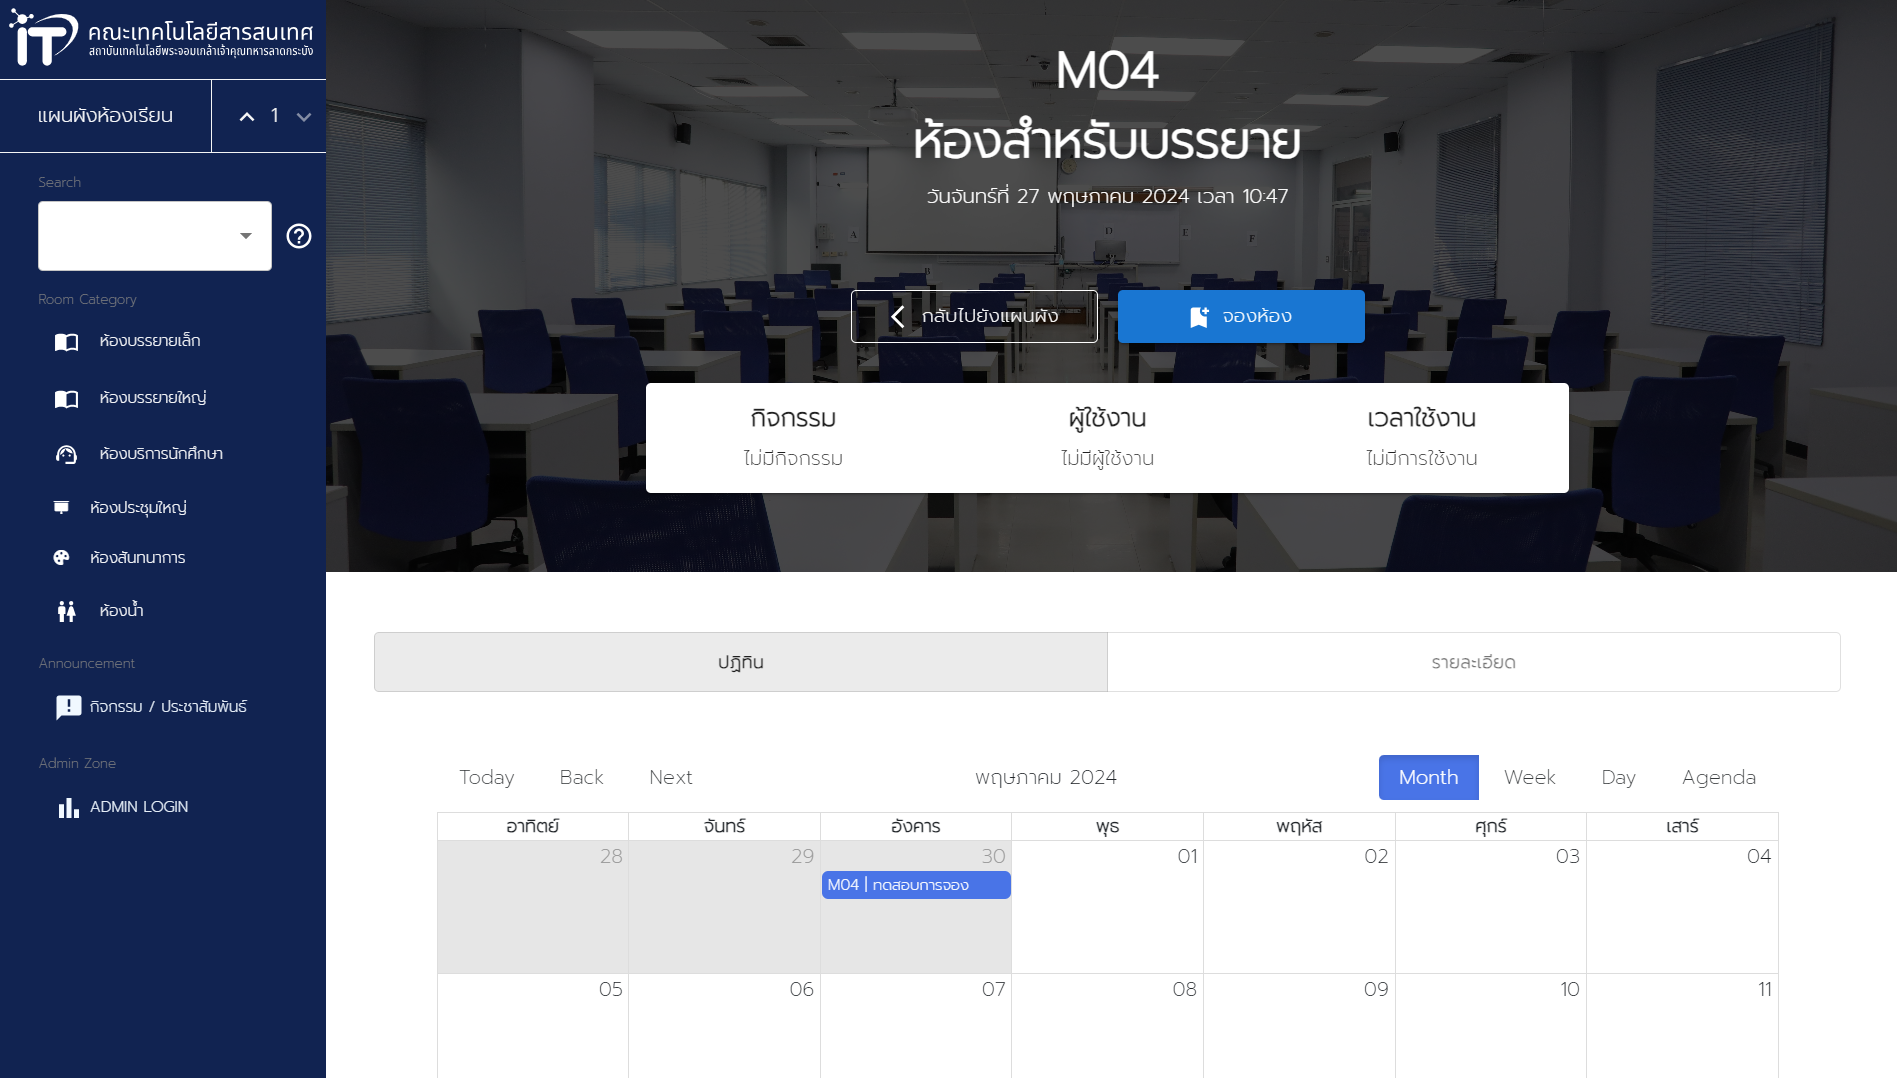 iT คณะเทคโนโลยีสารสนเทศ
สถาบันเทคโนโลยีพระจอมเกล้าเจ้าคุณทหารลาดกระบัง
แผนผังห้องเรียน 1
Search
Room Category
ห้องบรรยายเล็ก
ห้องบรรยายใหญ่
ห้องบริการนักศึกษา
ห้องประชุมใหญ่
ห้องสันทนาการ
ห้องน้ำ
Announcement
กิจกรรม / ประชาสัมพันธ์
Admin Zone
ADMIN LOGIN
M04
ห้องสำหรับบรรยาย
วันจันทร์ที่ 27 พฤษภาคม 2024 เวลา 10:47
A B D E F
กลับไปยังแผนผัง จองห้อง
กิจกรรม ผู้ใช้งาน เวลาใช้งาน
ไม่มีกิจกรรม ไม่มีผู้ใช้งาน ไม่มีการใช้งาน
ปฏิทิน รายละเอียด
Today Back Next พฤษภาคม 2024 Month Week Day Agenda
อาทิตย์ จันทร์ อังคาร พุธ พฤหัส ศุกร์ เสาร์
28 29 30 01 02 03 04
M04 | ทดสอบการจอง
05 06 07 08 09 10 11